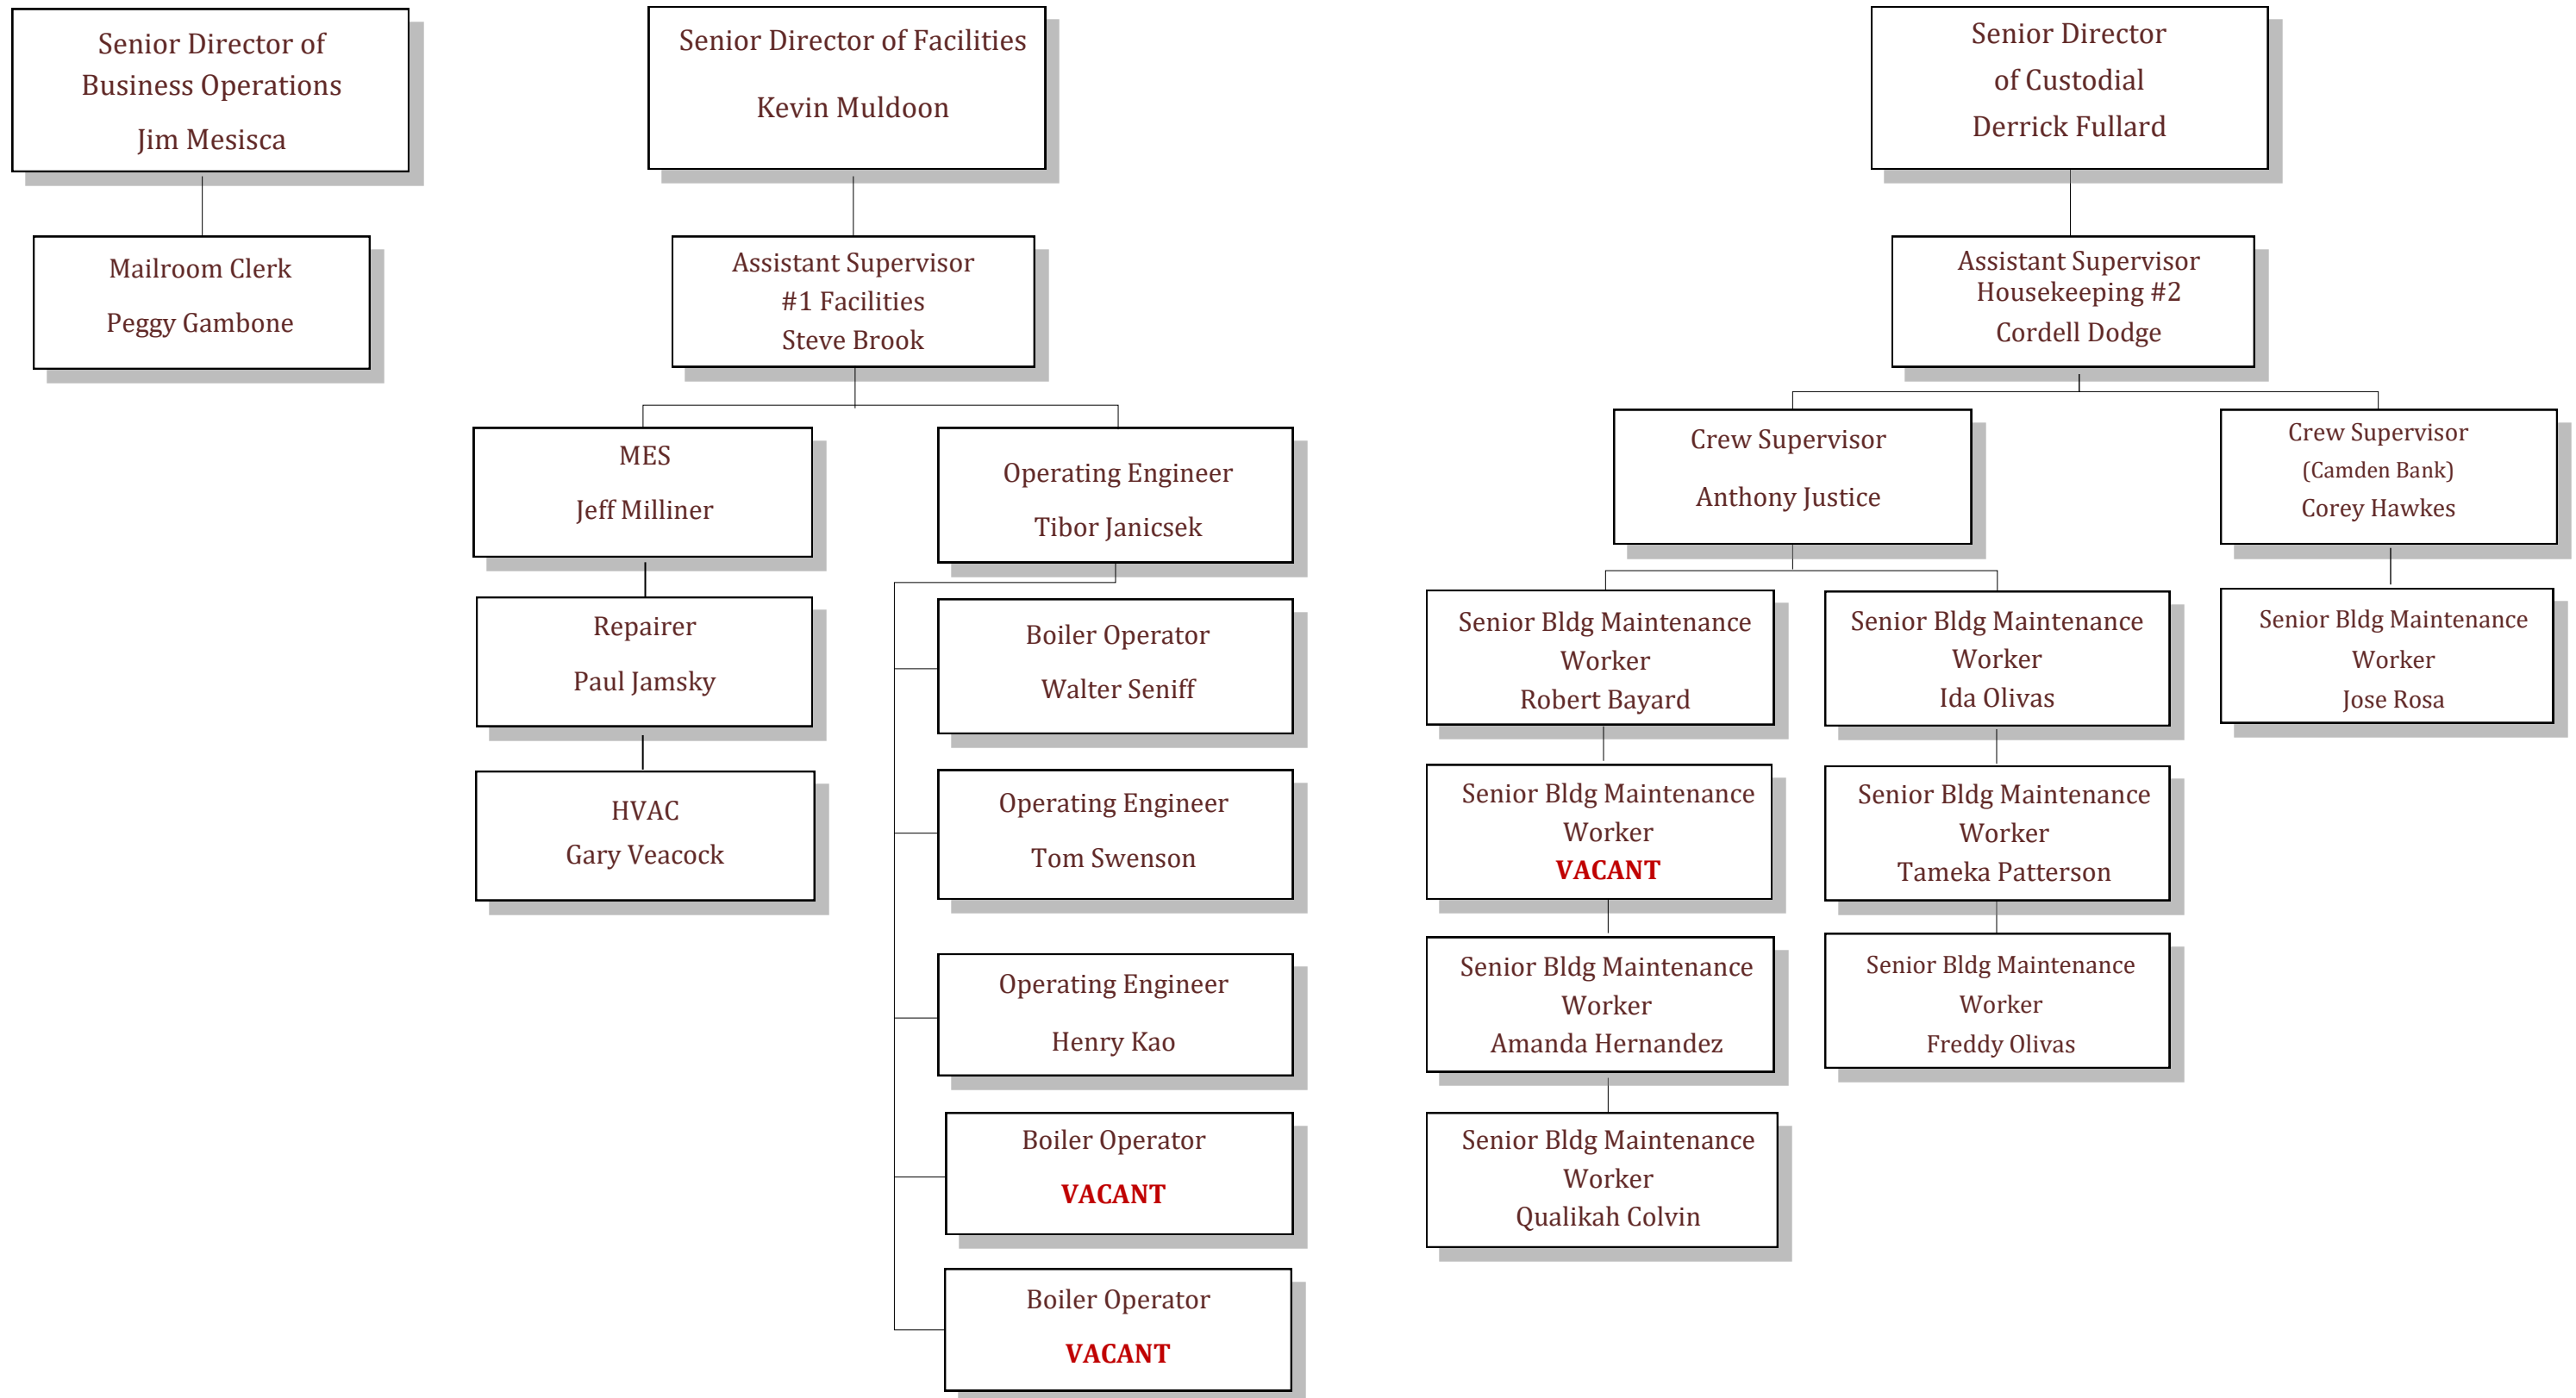 Senior Director of
Business Operations
Jim Mesisca
Mailroom Clerk
Peggy Gambone
Senior Director of Facilities
Kevin Muldoon
Assistant Supervisor
#1 Facilities
Steve Brook
MES
Jeff Milliner
Repairer
Paul Jamsky
HVAC
Gary Veacock
Operating Engineer
Tibor Janicsek
Boiler Operator
Walter Seniff
Operating Engineer
Tom Swenson
Operating Engineer
Henry Kao
Boiler Operator
VACANT
Boiler Operator
VACANT
Senior Director
of Custodial
Derrick Fullard
Assistant Supervisor
Housekeeping #2
Cordell Dodge
Crew Supervisor
Anthony Justice
Senior Bldg Maintenance
Worker
Robert Bayard
Senior Bldg Maintenance
Worker
VACANT
Senior Bldg Maintenance
Worker
Amanda Hernandez
Senior Bldg Maintenance
Worker
Qualikah Colvin
Senior Bldg Maintenance
Worker
Ida Olivas
Senior Bldg Maintenance
Worker
Tameka Patterson
Senior Bldg Maintenance
Worker
Freddy Olivas
Crew Supervisor
(Camden Bank)
Corey Hawkes
Senior Bldg Maintenance
Worker
Jose Rosa